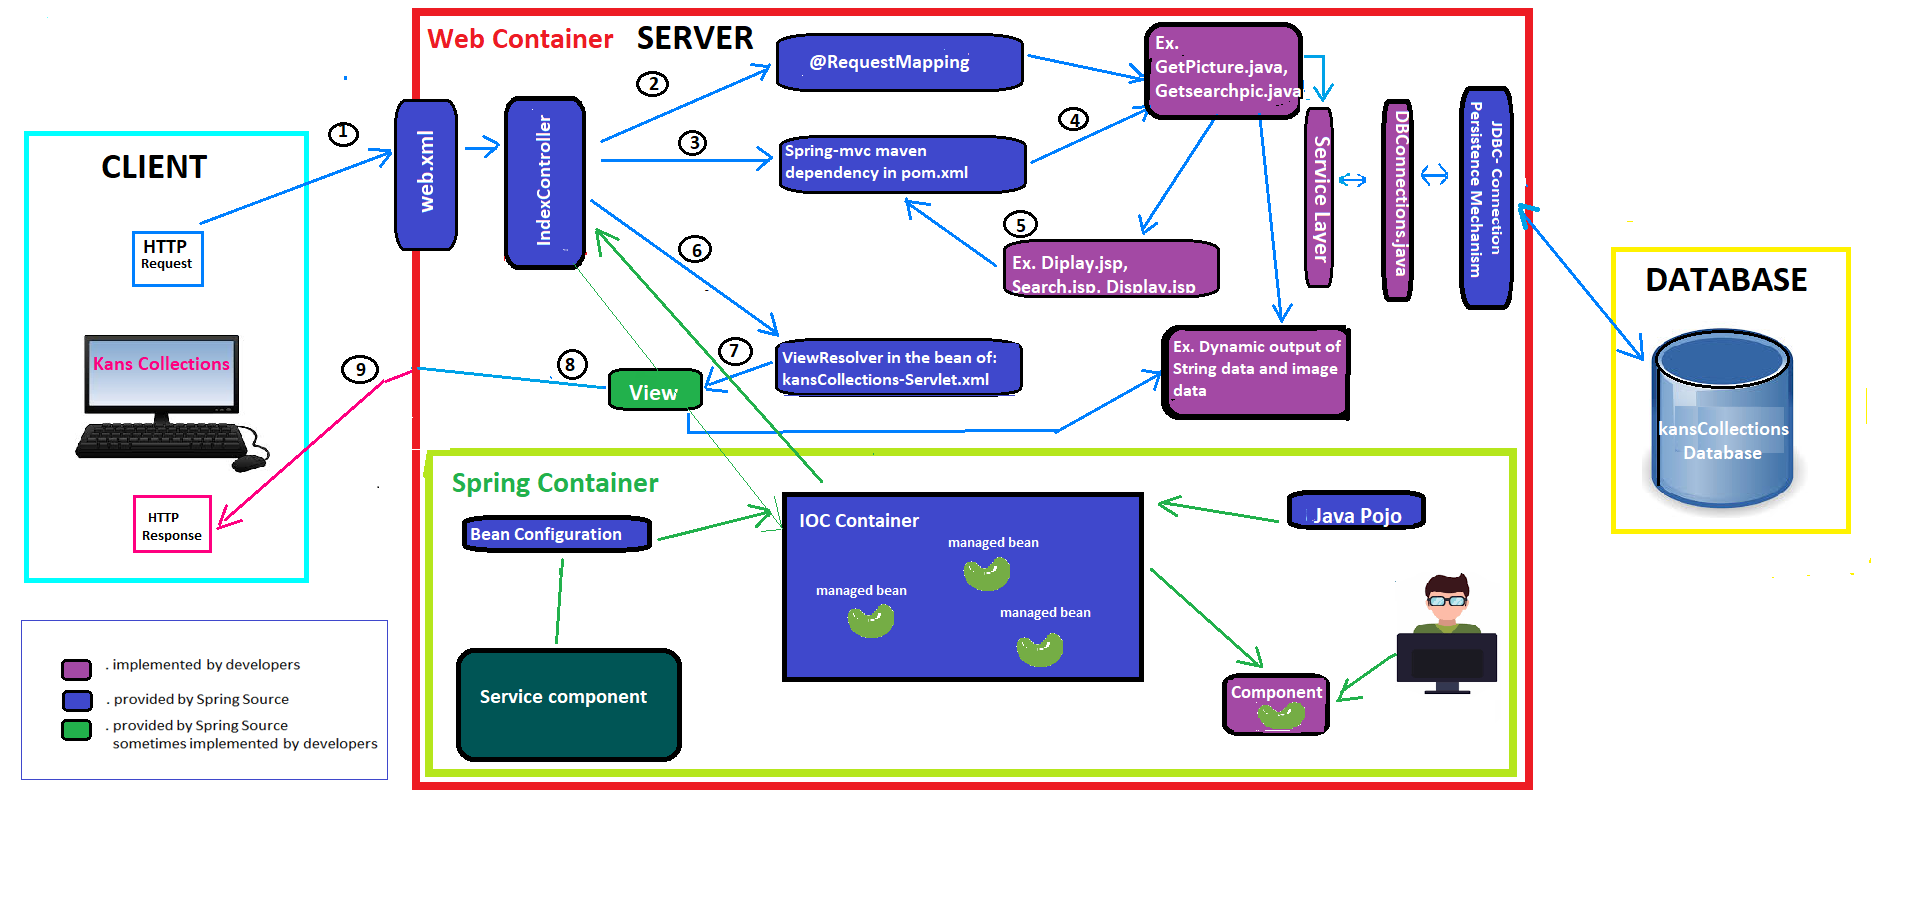 Web Container SERVER
CLIENT
HTTP
Request
Kans Collections
HTTP
Response
1
web.xml
IndexController
2
@RequestMapping
3
Spring-mvc maven
dependency in pom.xml
4
Ex.
GetPicture.java,
Getsearchpic.java
5
Ex. Diplay.jsp,
Search.jsp. Display.jsp
6
ViewResolver in the bean of:
kansCollections-Servlet.xml
7
View
8
9
Ex. Dynamic output of
String data and image
data
Service Layer
DBConnections.java
JDBC- Connection
Persistence Mechanism
DATABASE
kansCollections
Database
Spring Container
Bean Configuration
Service component
IOC Container
managed bean
managed bean
managed bean
Java Pojo
Component
. implemented by developers
. provided by Spring Source
. provided by Spring Source
sometimes implemented by developers